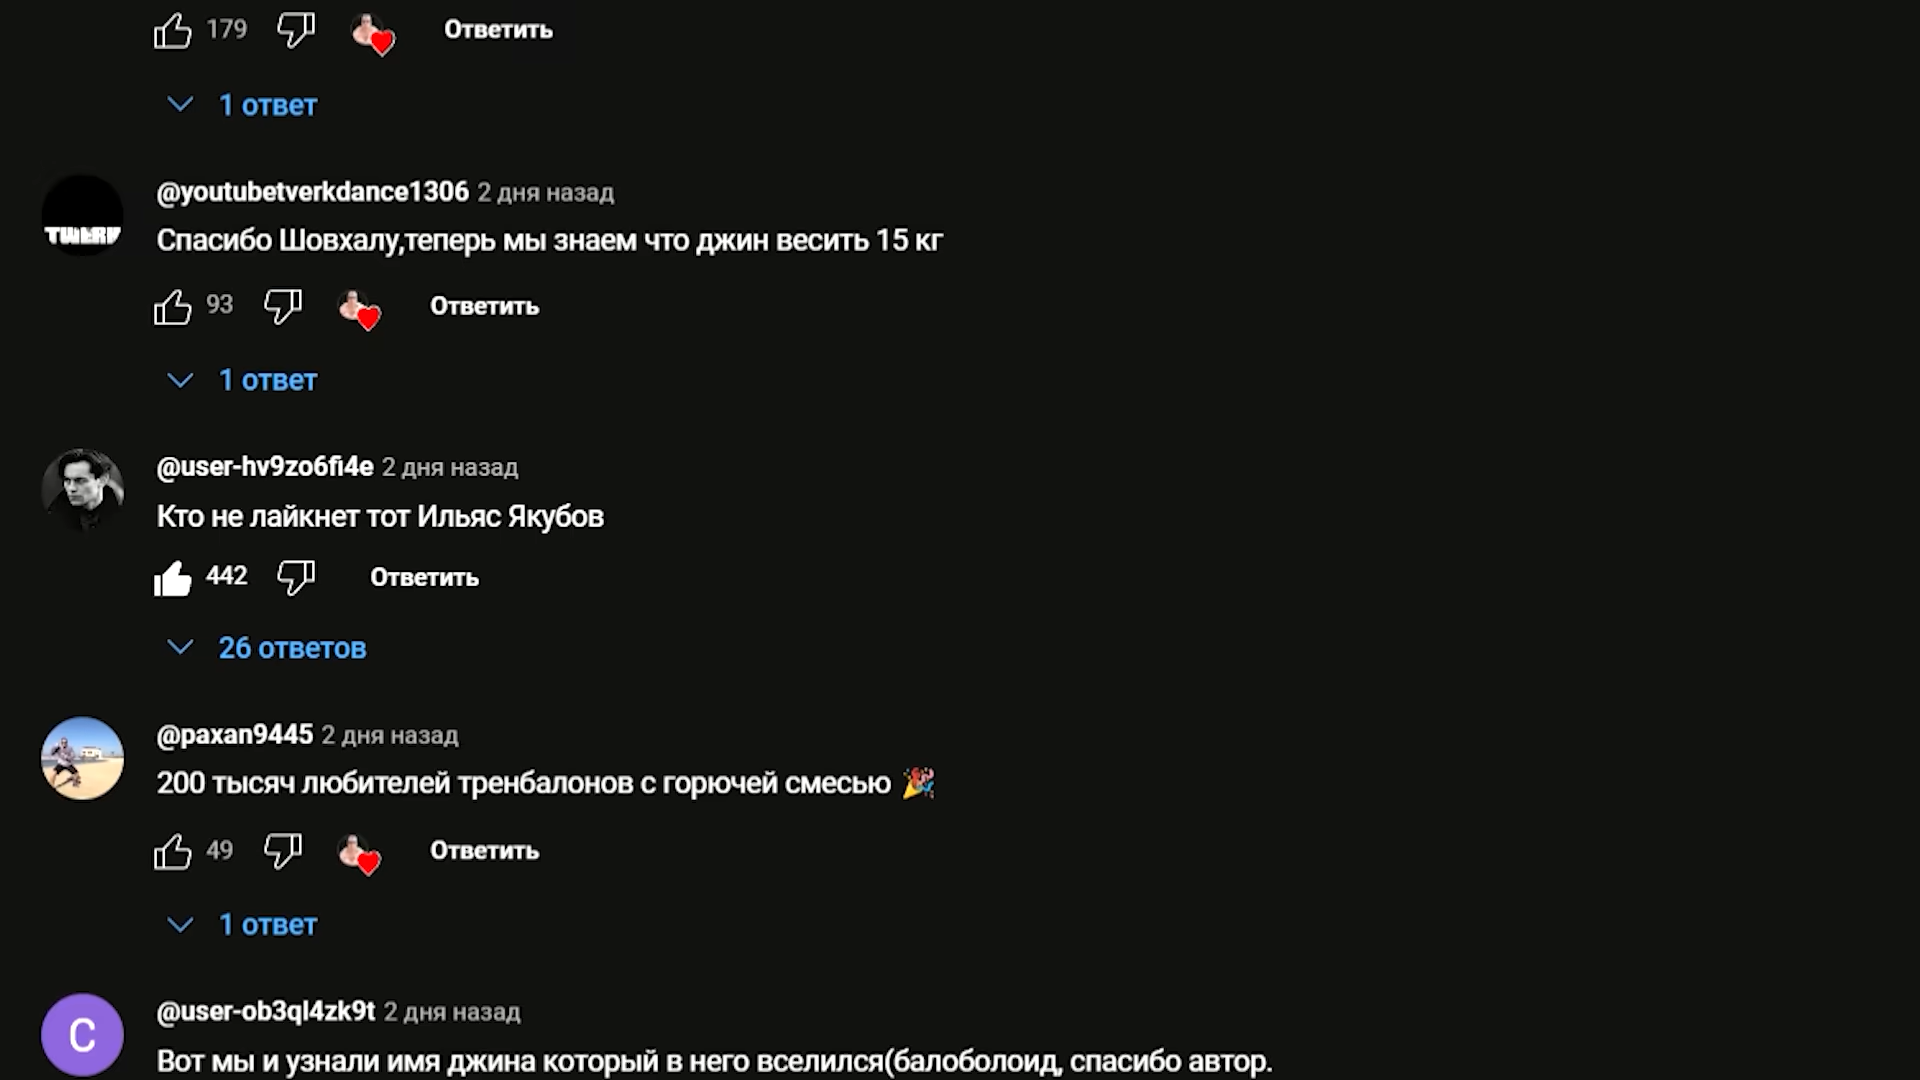 179 Ответить
1 ответ
@youtubetverkdance1306 2 дня назад
TWERK
Спасибо Шовхалу,теперь мы знаем что джин весить 15 кг
93 Ответить
1 ответ
@user-hv9zo6fi4e 2 дня назад
Кто не лайкнет тот Ильяс Якубов
442 Ответить
26 ответов
@paxan9445 2 дня назад
200 тысяч любителей тренбалонов с горючей смесью 🎉
49 Ответить
1 ответ
@user-ob3ql4zk9t 2 дня назад
C
Вот мы и узнали имя джина который в него вселился(балоболоид, спасибо автор.